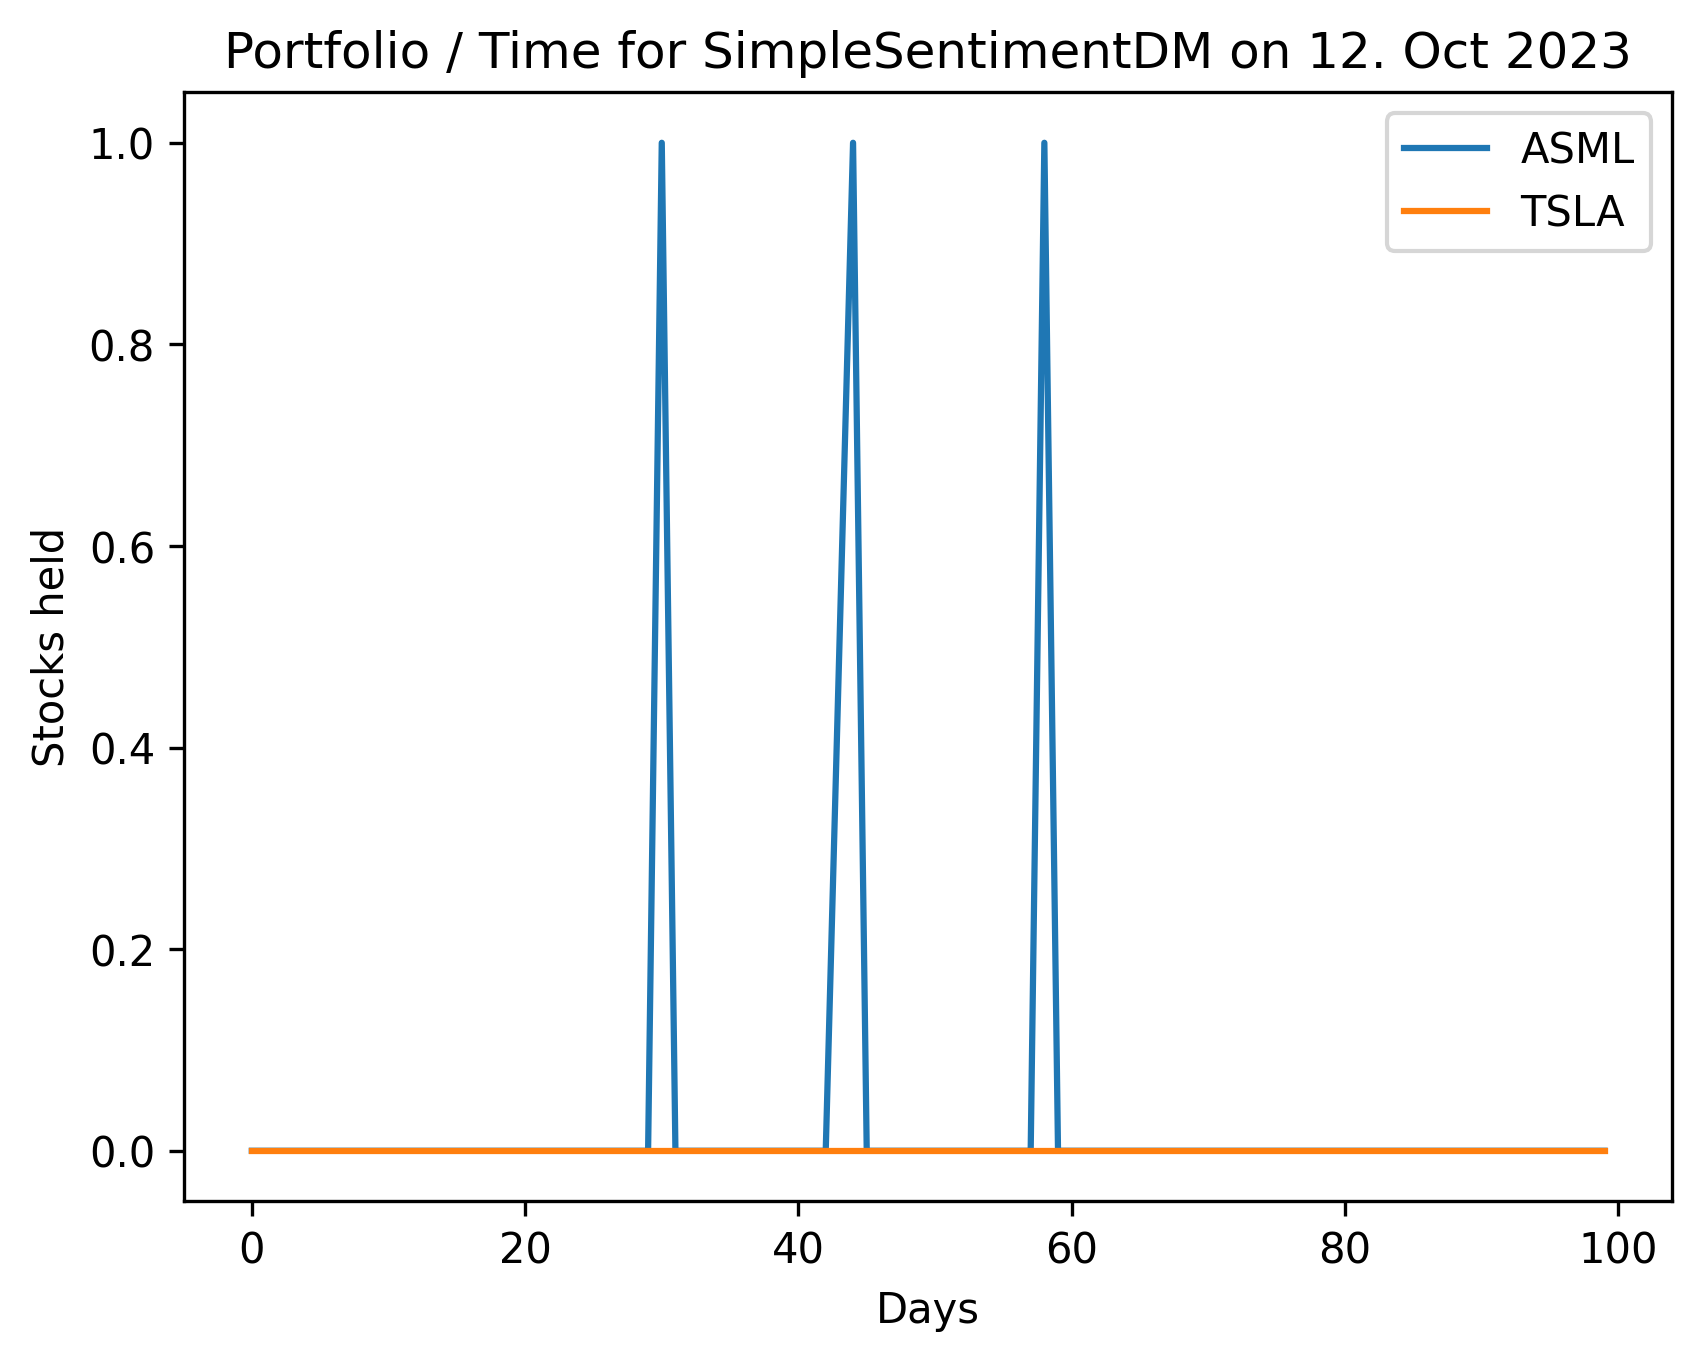 Portfolio / Time for SimpleSentimentDM on 12. Oct 2023
ASML
TSLA
1.0
0.8
0.6
0.4
0.2
0.0
Stocks held
0 20 40 60 80 100
Days